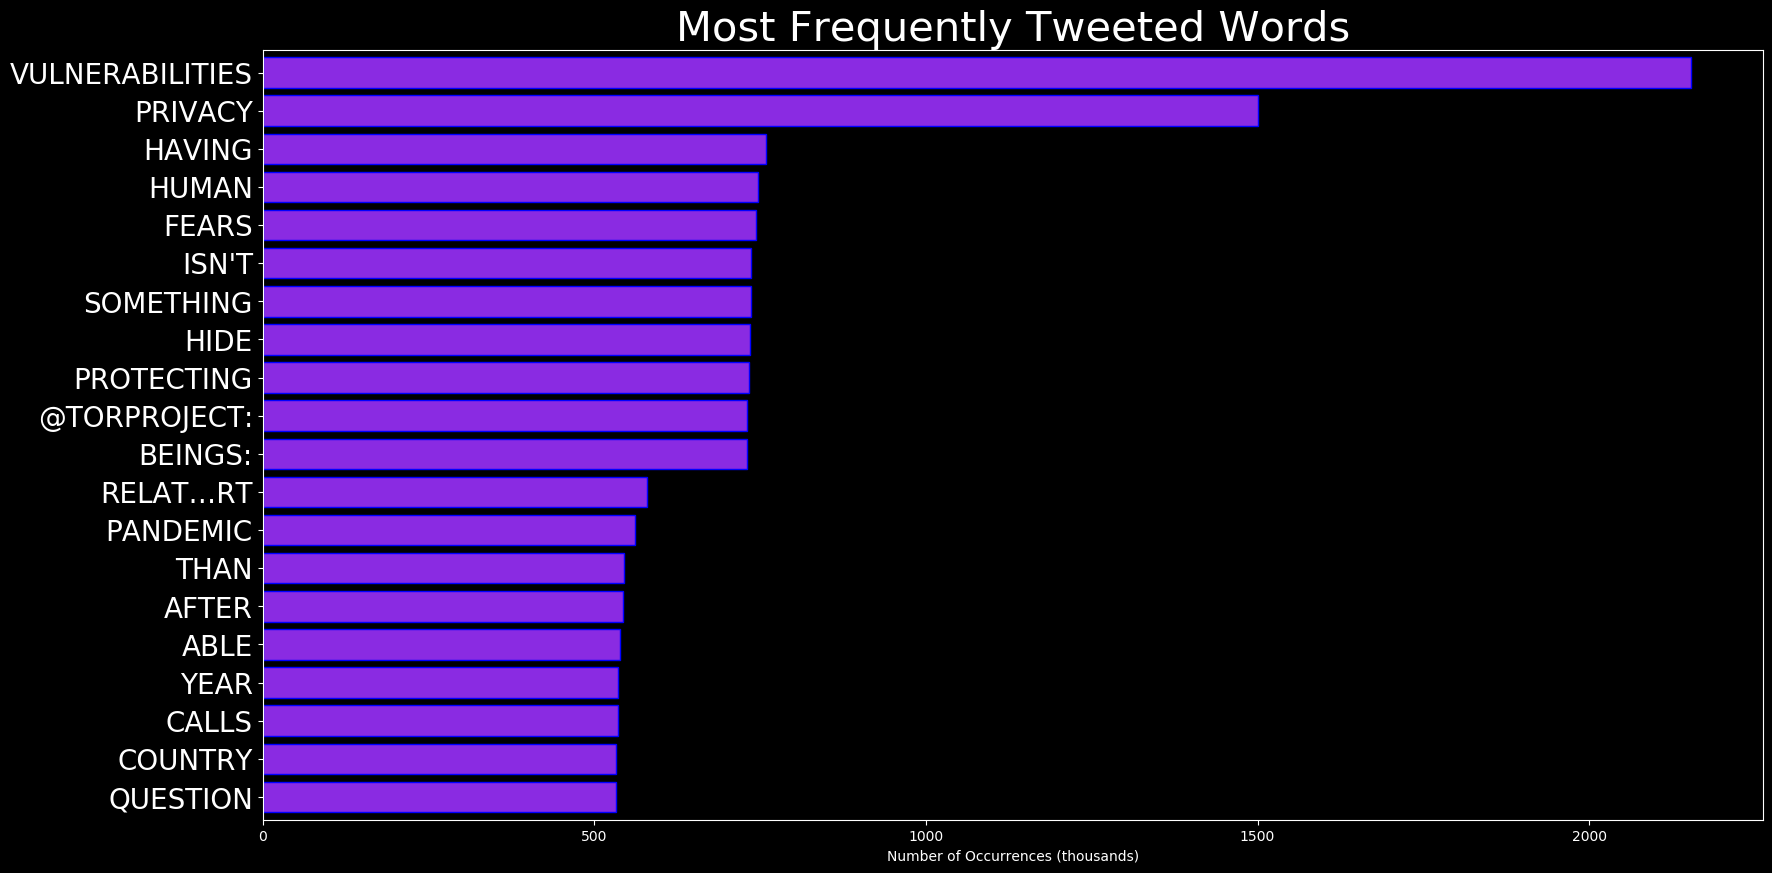 Most Frequently Tweeted Words
VULNERABILITIES
PRIVACY
HAVING
HUMAN
FEARS
ISN'T
SOMETHING
HIDE
PROTECTING
@TORPROJECT:
BEINGS:
RELAT…RT
PANDEMIC
THAN
AFTER
ABLE
YEAR
CALLS
COUNTRY
QUESTION
0 500 1000 1500 2000
Number of Occurrences (thousands)